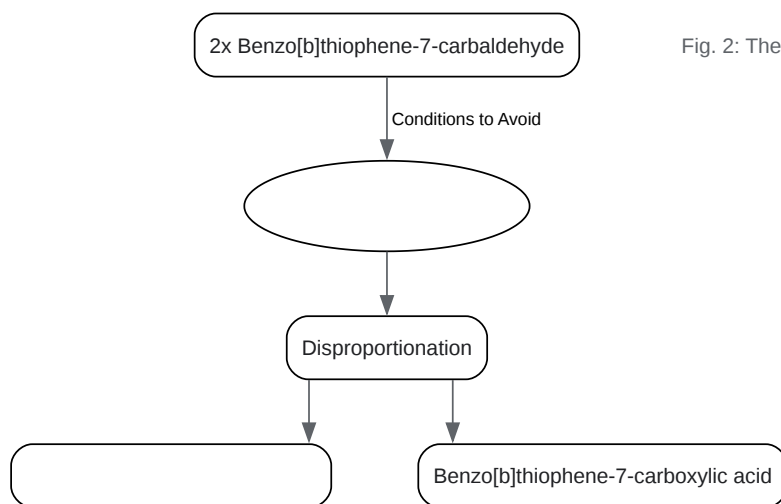 2x Benzo[b]thiophene-7-carbaldehyde
Fig. 2: The
Conditions to Avoid
Disproportionation
Benzo[b]thiophene-7-carboxylic acid